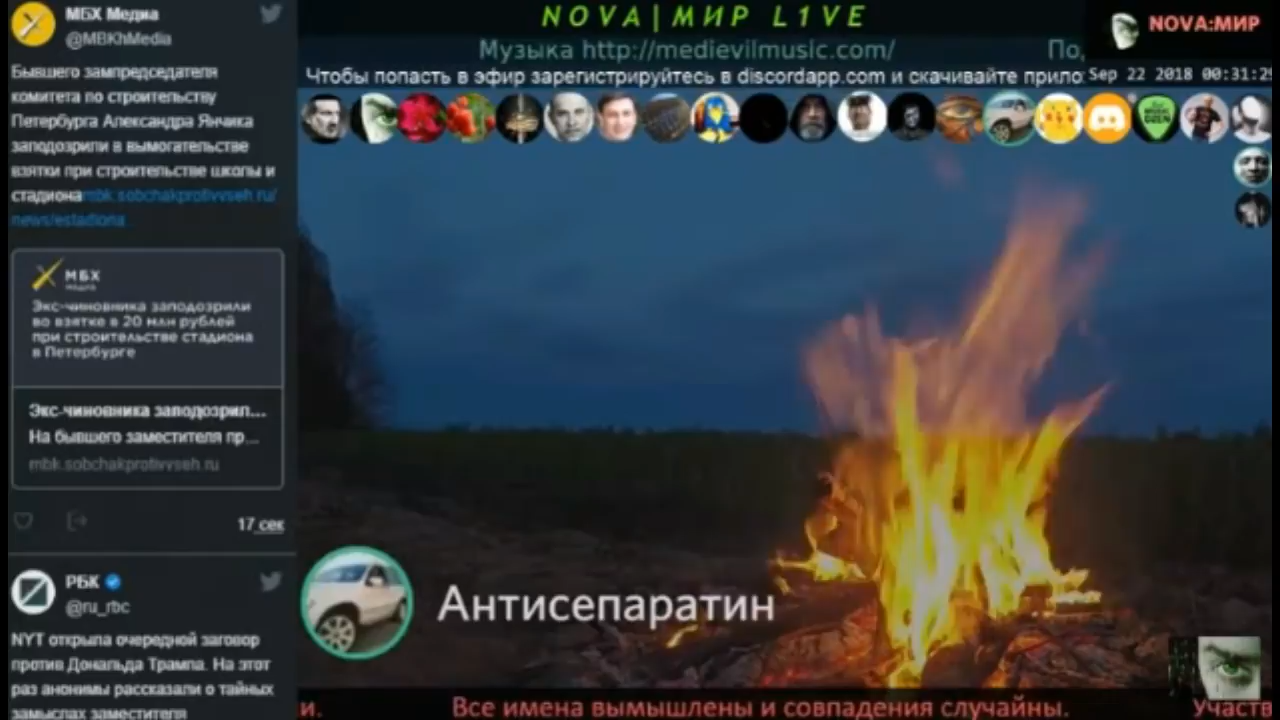 МБХ Медиа
@MBKhMedia
Бывшего зампредседателя
комитета по строительству
Петербурга Александра Янчика
заподозрили в вымогательстве
взятки при строительстве школы и
стадионаmbk.sobchakprotivvseh.ru/
news/estadiona
МБХ
медиа
Экс-чиновника заподозрили
во взятке в 20 млн рублей
при строительстве стадиона
в Петербурге
Экс-чиновника заподозрил...
На бывшего заместителя пр...
mbk.sobchakprotivvseh.ru
17 сек
РБК
@ru_rbc
NYT открыла очередной заговор
против Дональда Трампа. На этот
раз анонимы рассказали о тайных
замыслах заместителя
NOVA|МИР L1VE
Музыка http://medievilmusic.com/ По
NOVA:МИР
Чтобы попасть в эфир зарегистрируйтесь в discordapp.com и скачивайте прило
Sep 22 2018 00:31:29
Антисепаратин
и. Все имена вымышлены и совпадения случайны. Участв